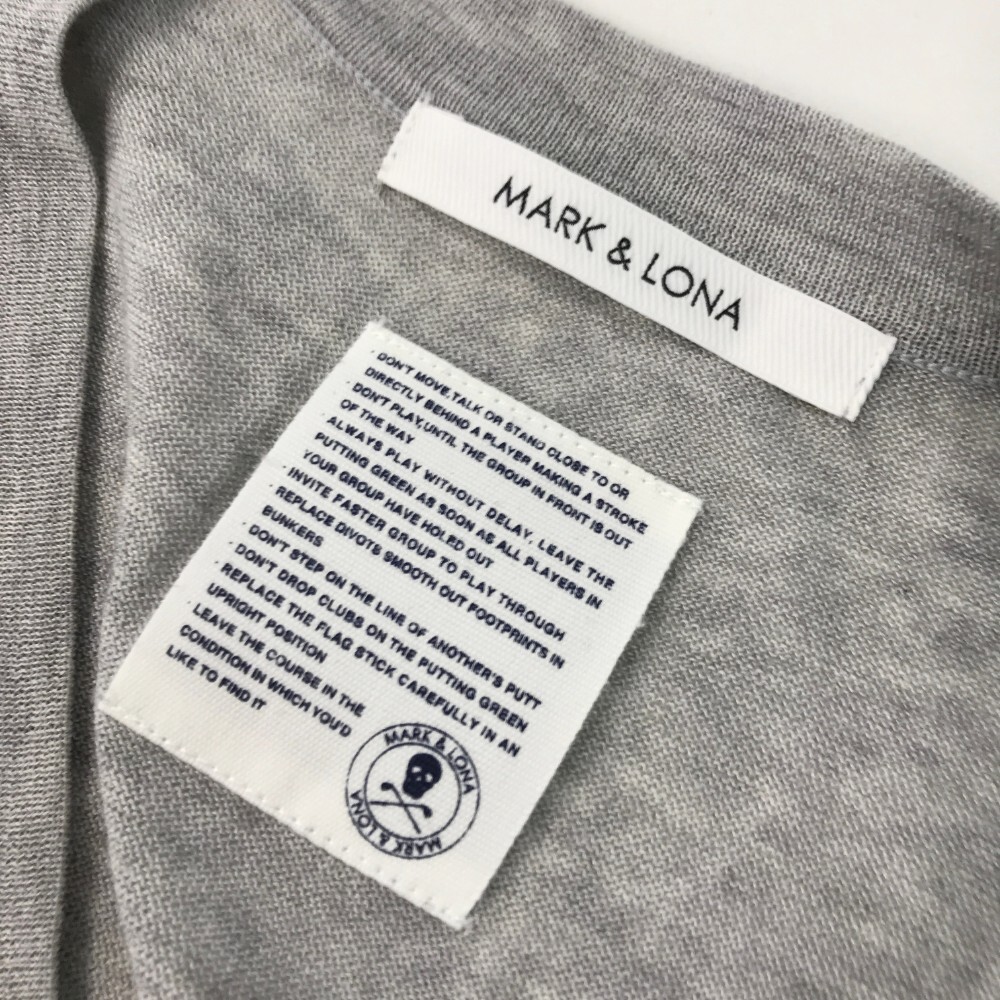 MARK & LONA
· DON'T MOVE,TALK OR STAND CLOSE TO OR
DIRECTLY BEHIND A PLAYER MAKING A STROKE
· DON'T PLAY,UNTIL THE GROUP IN FRONT IS OUT
OF THE WAY
· ALWAYS PLAY WITHOUT DELAY. LEAVE THE
PUTTING GREEN AS SOON AS ALL PLAYERS IN
YOUR GROUP HAVE HOLED OUT
· INVITE FASTER GROUP TO PLAY THROUGH
· REPLACE DIVOTS SMOOTH OUT FOOTPRINTS IN
BUNKERS
· DON'T STEP ON THE LINE OF ANOTHER'S PUTT
· DON'T DROP CLUBS ON THE PUTTING GREEN
· REPLACE THE FLAG STICK CAREFULLY IN AN
UPRIGHT POSITION
· LEAVE THE COURSE IN THE
CONDITION IN WHICH YOU'D
LIKE TO FIND IT
MARK & LONA
MARK & LONA